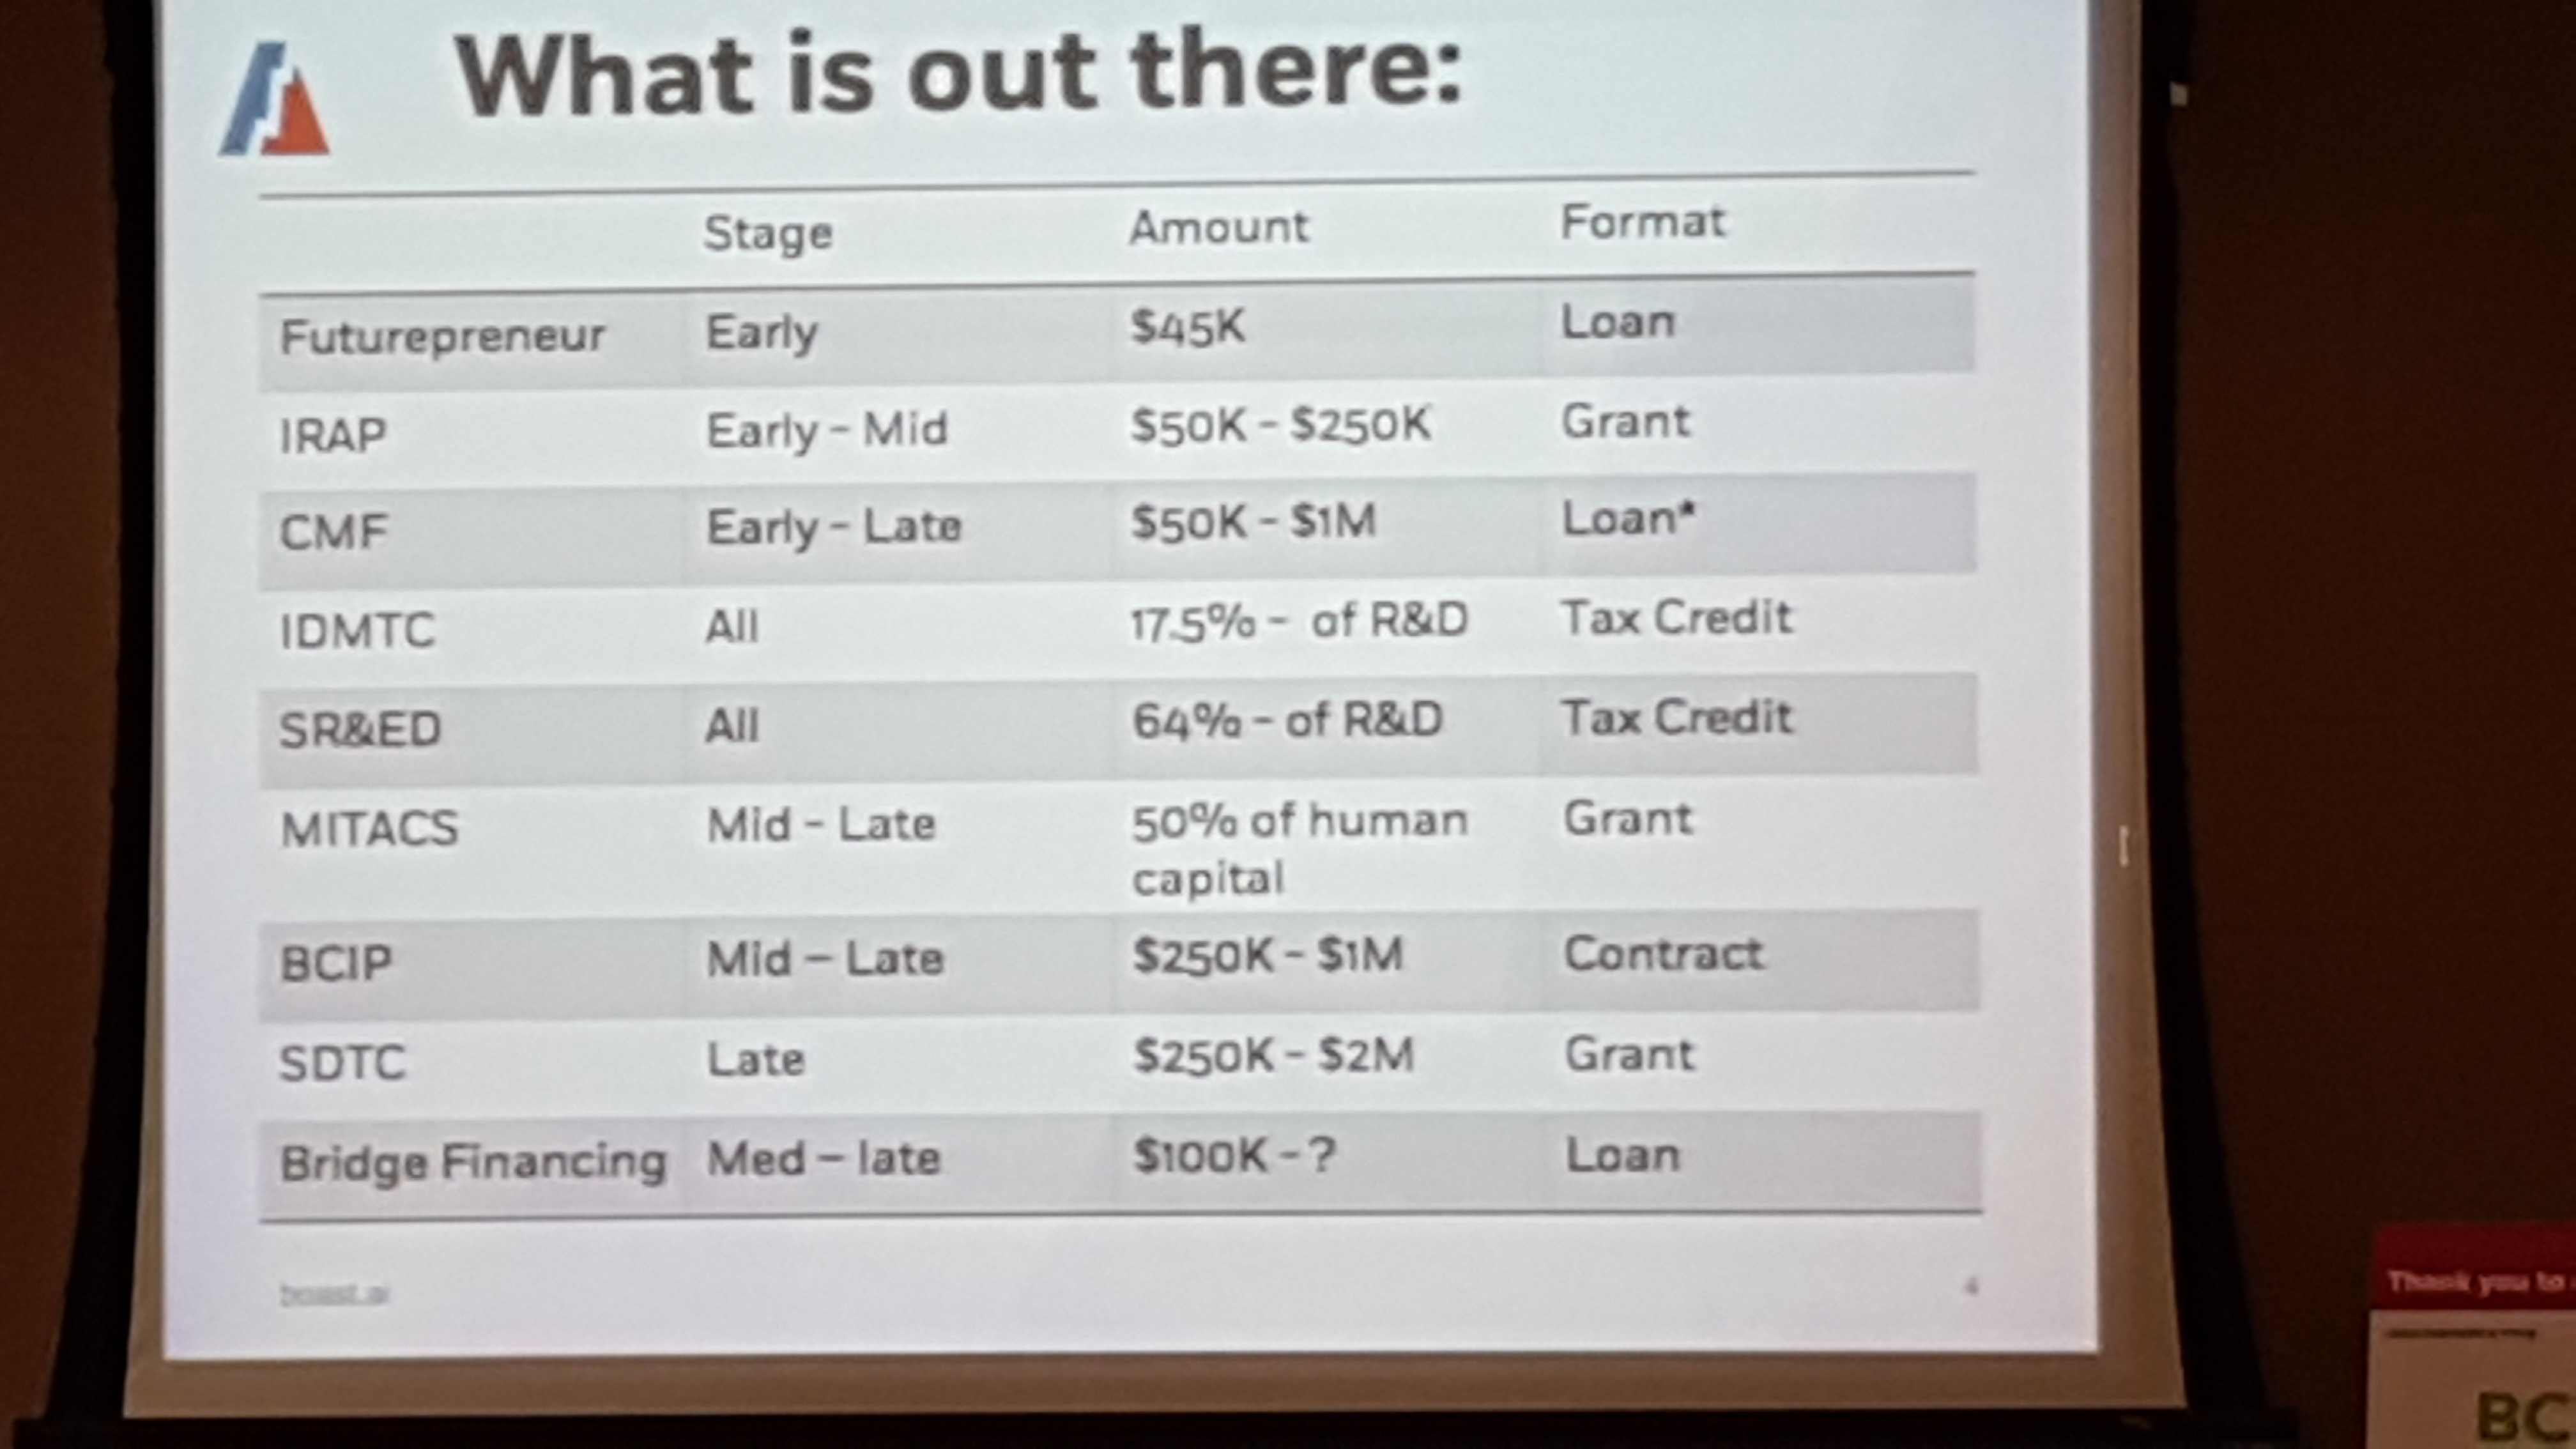 What is out there:
Stage Amount Format
Futurepreneur Early $45K Loan
IRAP Early - Mid $50K - $250K Grant
CMF Early - Late $50K - $1M Loan*
IDMTC All 17.5% - of R&D Tax Credit
SR&ED All 64% - of R&D Tax Credit
MITACS Mid - Late 50% of human capital Grant
BCIP Mid – Late $250K - $1M Contract
SDTC Late $250K - $2M Grant
Bridge Financing Med – late $100K - ? Loan
boast.ai 4
Thank you to
BC